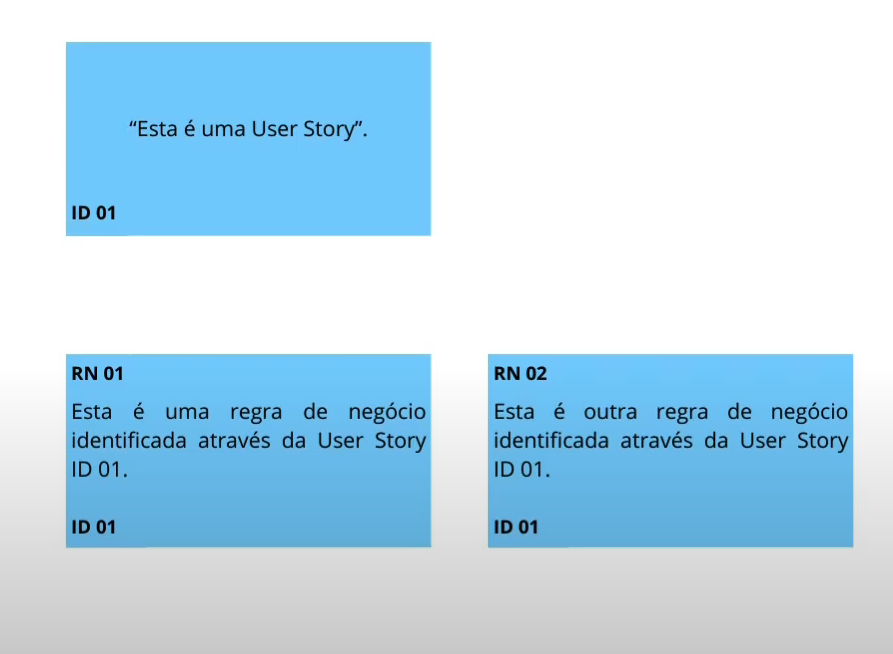 “Esta é uma User Story”.
ID 01
RN 01
Esta é uma regra de negócio
identificada através da User Story
ID 01.
ID 01
RN 02
Esta é outra regra de negócio
identificada através da User Story
ID 01.
ID 01